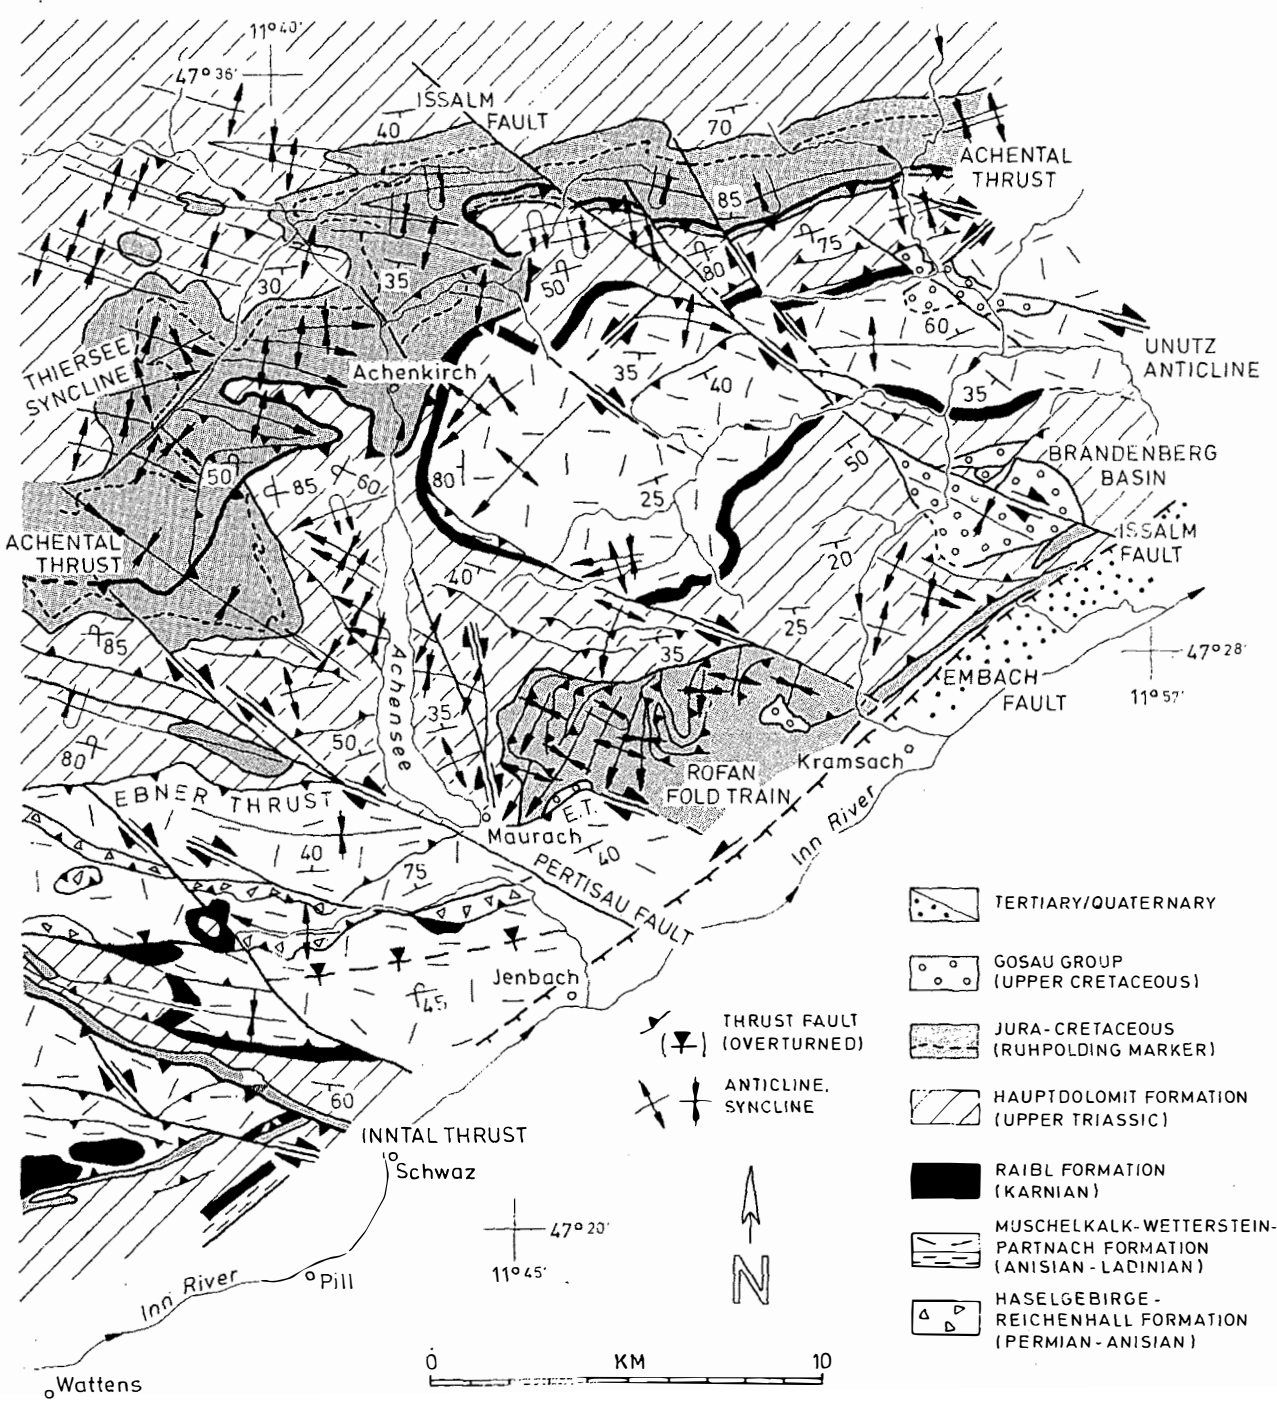 11°40'
47°36'
ISSALM
FAULT
40
70
ACHENTAL
THRUST
85
75
80
50
30
35
60
UNUTZ
ANTICLINE
THIERSEE
SYNCLINE
Achenkirch
35
40
35
50
BRANDENBERG
BASIN
50
85
60
80
25
ACHENTAL
THRUST
ISSALM
FAULT
20
40
25
85
35
47°28'
11°57'
EMBACH
FAULT
Achensee
35
50
80
Kramsach
ROFAN
FOLD TRAIN
EBNER THRUST
E.T.
Maurach
Inn River
40
40
75
PERTISAU FAULT
Jenbach
45
60
INNTAL THRUST
Schwaz
47°20'
11°45'
Pill
Inn River
Wattens
N
0 KM 10
THRUST FAULT
(OVERTURNED)
ANTICLINE,
SYNCLINE
TERTIARY/QUATERNARY
GOSAU GROUP
(UPPER CRETACEOUS)
JURA-CRETACEOUS
(RUHPOLDING MARKER)
HAUPTDOLOMIT FORMATION
(UPPER TRIASSIC)
RAIBL FORMATION
(KARNIAN)
MUSCHELKALK-WETTERSTEIN-
PARTNACH FORMATION
(ANISIAN-LADINIAN)
HASELGEBIRGE-
REICHENHALL FORMATION
(PERMIAN-ANISIAN)